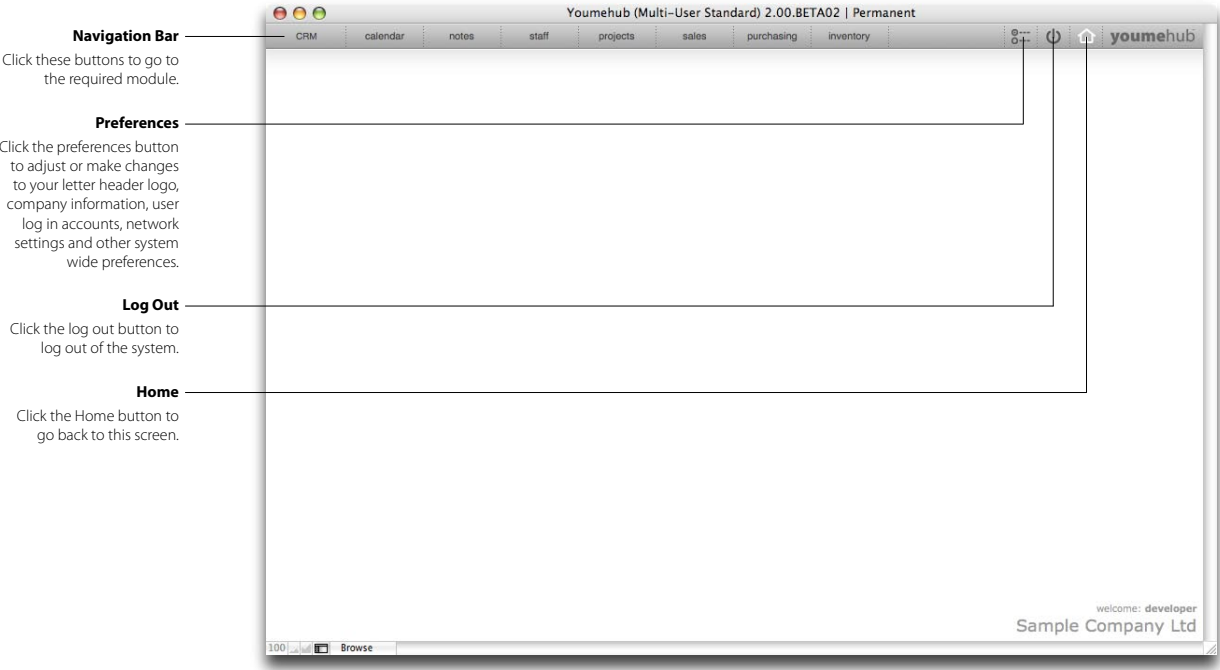 Youmehub (Multi-User Standard) 2.00.BETA02 | Permanent
CRM calendar notes staff projects sales purchasing inventory youmehub
Navigation Bar
Click these buttons to go to
the required module.
Preferences
Click the preferences button
to adjust or make changes
to your letter header logo,
company information, user
log in accounts, network
settings and other system
wide preferences.
Log Out
Click the log out button to
log out of the system.
Home
Click the Home button to
go back to this screen.
welcome: developer
Sample Company Ltd
100 Browse